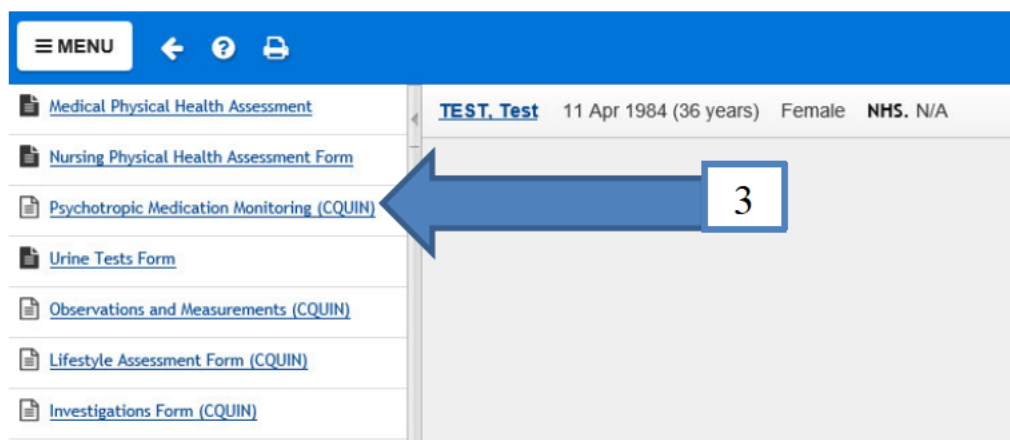 ≡ MENU
Medical Physical Health Assessment
TEST, Test 11 Apr 1984 (36 years) Female NHS. N/A
Nursing Physical Health Assessment Form
Psychotropic Medication Monitoring (CQUIN)
3
Urine Tests Form
Observations and Measurements (CQUIN)
Lifestyle Assessment Form (CQUIN)
Investigations Form (CQUIN)